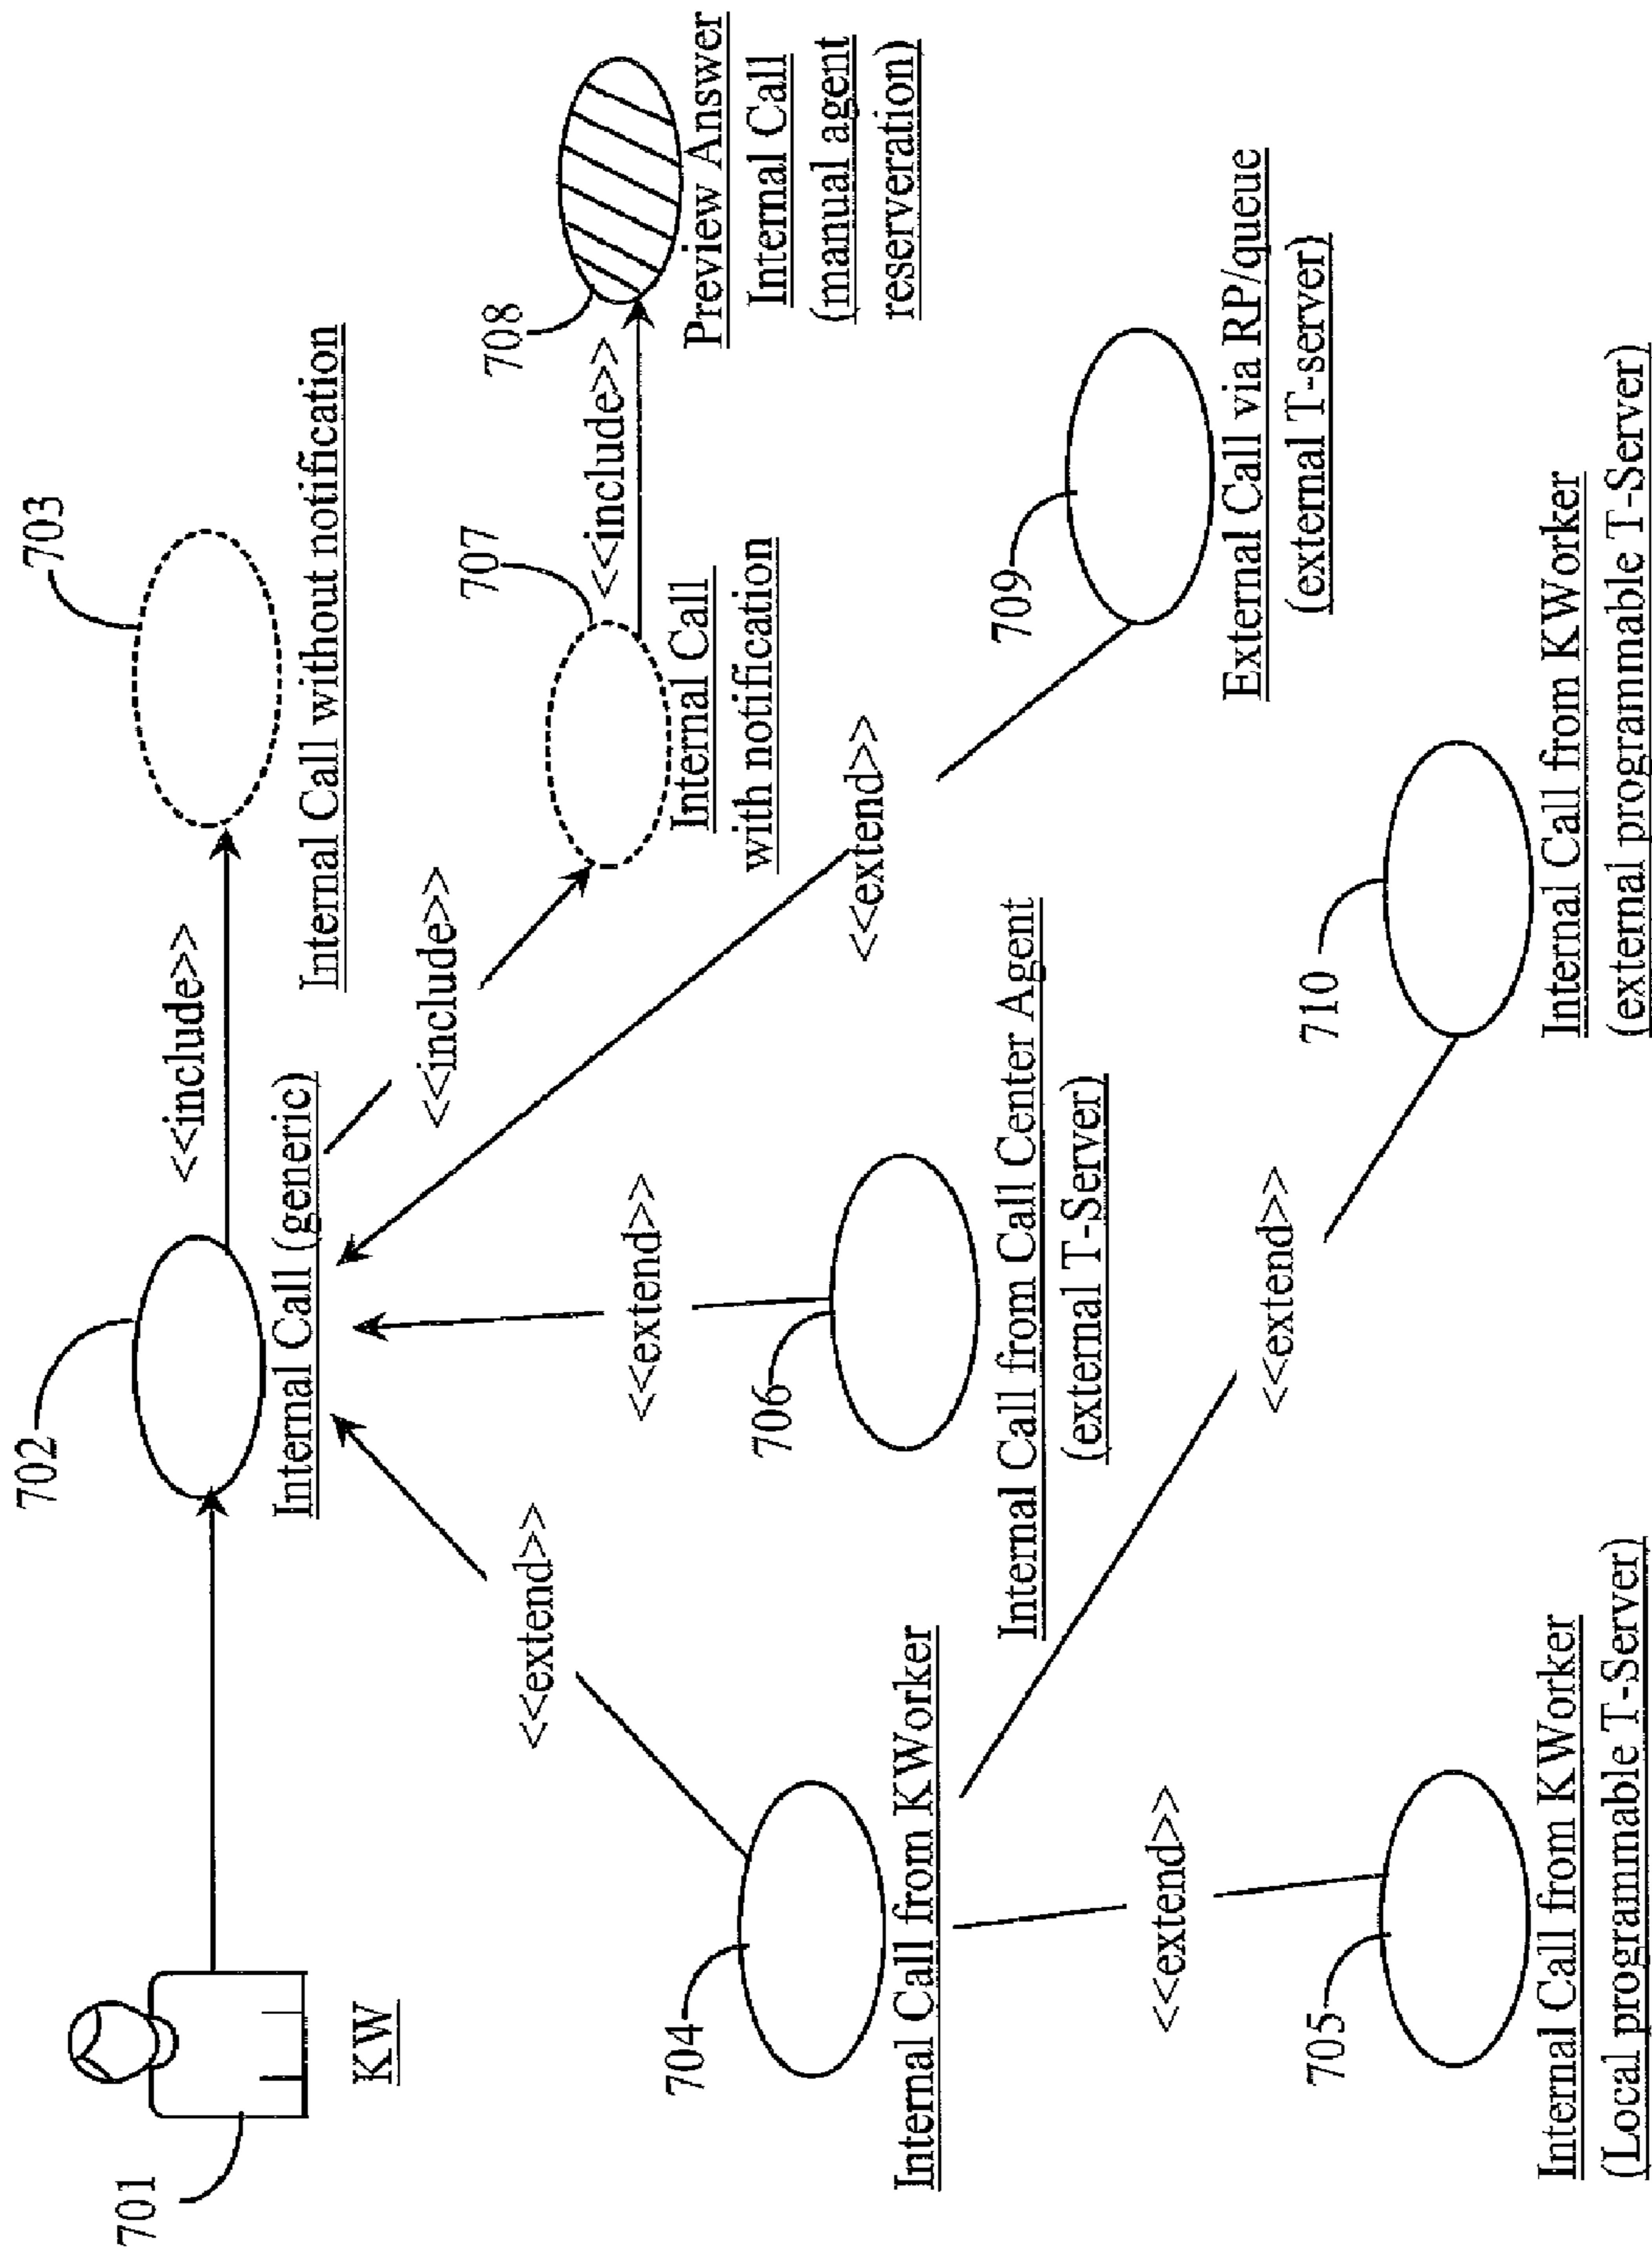 702
703
<<include>>
701
KW
Internal Call (generic)
Internal Call without notification
<<include>>
707
<<include>>
708
Internal Call
with notification
Preview Answer
Internal Call
(manual agent
reserveration)
<<extend>>
<<extend>>
<<extend>>
704
Internal Call from KWorker
706
Internal Call from Call Center Agent
(external T-Server)
709
External Call via RP/queue
(external T-server)
<<extend>>
<<extend>>
705
Internal Call from KWorker
(Local programmable T-Server)
710
Internal Call from KWorker
(external programmable T-Server)